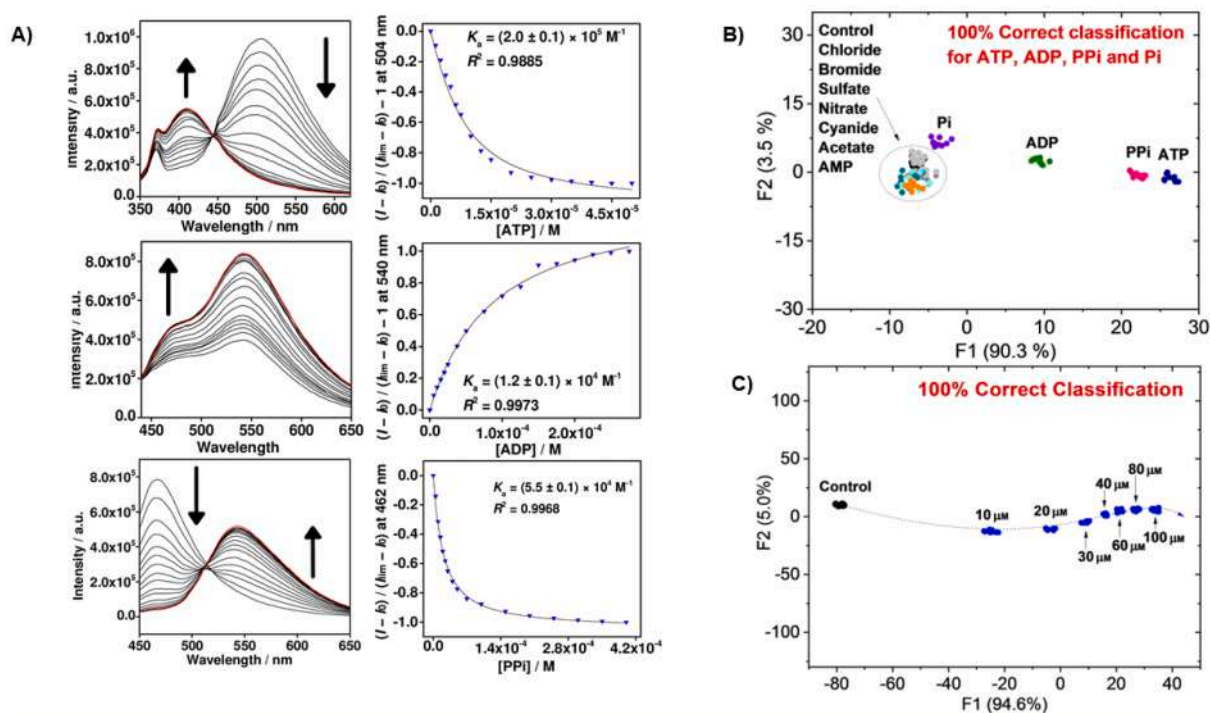 A)
Intensity / a.u.
1.0x10⁶
8.0x10⁵
6.0x10⁵
4.0x10⁵
2.0x10⁵
0.0
350 400 450 500 550 600
Wavelength / nm
(I – I₀) / (Ilim – I₀) – 1 at 504 nm
Kₐ = (2.0 ± 0.1) × 10⁵ M⁻¹
R² = 0.9885
0.0
-0.2
-0.4
-0.6
-0.8
-1.0
0.0 1.5x10⁻⁵ 3.0x10⁻⁵ 4.5x10⁻⁵
[ATP] / M
Intensity / a.u.
8.0x10⁵
6.0x10⁵
4.0x10⁵
2.0x10⁵
0.0
450 500 550 600 650
Wavelength
(I – I₀) / (Ilim – I₀) – 1 at 540 nm
1.0
0.8
0.6
0.4
0.2
0.0
Kₐ = (1.2 ± 0.1) × 10⁴ M⁻¹
R² = 0.9973
0.0 1.0x10⁻⁴ 2.0x10⁻⁴
[ADP] / M
Intensity / a.u.
8.0x10⁵
6.0x10⁵
4.0x10⁵
2.0x10⁵
0.0
450 500 550 600 650
Wavelength / nm
(I – I₀) / (Ilim – I₀) at 462 nm
Kₐ = (5.5 ± 0.1) × 10⁴ M⁻¹
R² = 0.9968
0.0
-0.2
-0.4
-0.6
-0.8
-1.0
0.0 1.4x10⁻⁴ 2.8x10⁻⁴ 4.2x10⁻⁴
[PPi] / M
B)
Control
Chloride
Bromide
Sulfate
Nitrate
Cyanide
Acetate
AMP
100% Correct classification
for ATP, ADP, PPi and Pi
Pi
ADP
PPi ATP
F2 (3.5 %)
30
15
0
-15
-30
-20 -10 0 10 20 30
F1 (90.3 %)
C)
100% Correct Classification
Control
10 µM
20 µM
30 µM
40 µM
60 µM
80 µM
100 µM
F2 (5.0%)
100
50
0
-50
-100
-80 -60 -40 -20 0 20 40
F1 (94.6%)